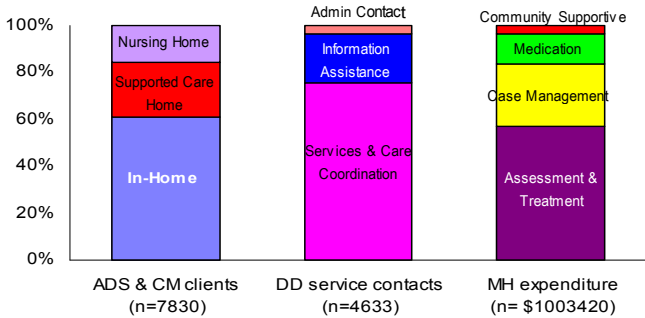 100%
80%
60%
40%
20%
0%
Nursing Home
Supported Care
Home
In-Home
Admin Contact
Information
Assistance
Services & Care
Coordination
Community Supportive
Medication
Case Management
Assessment &
Treatment
ADS & CM clients
(n=7830)
DD service contacts
(n=4633)
MH expenditure
(n= $1003420)